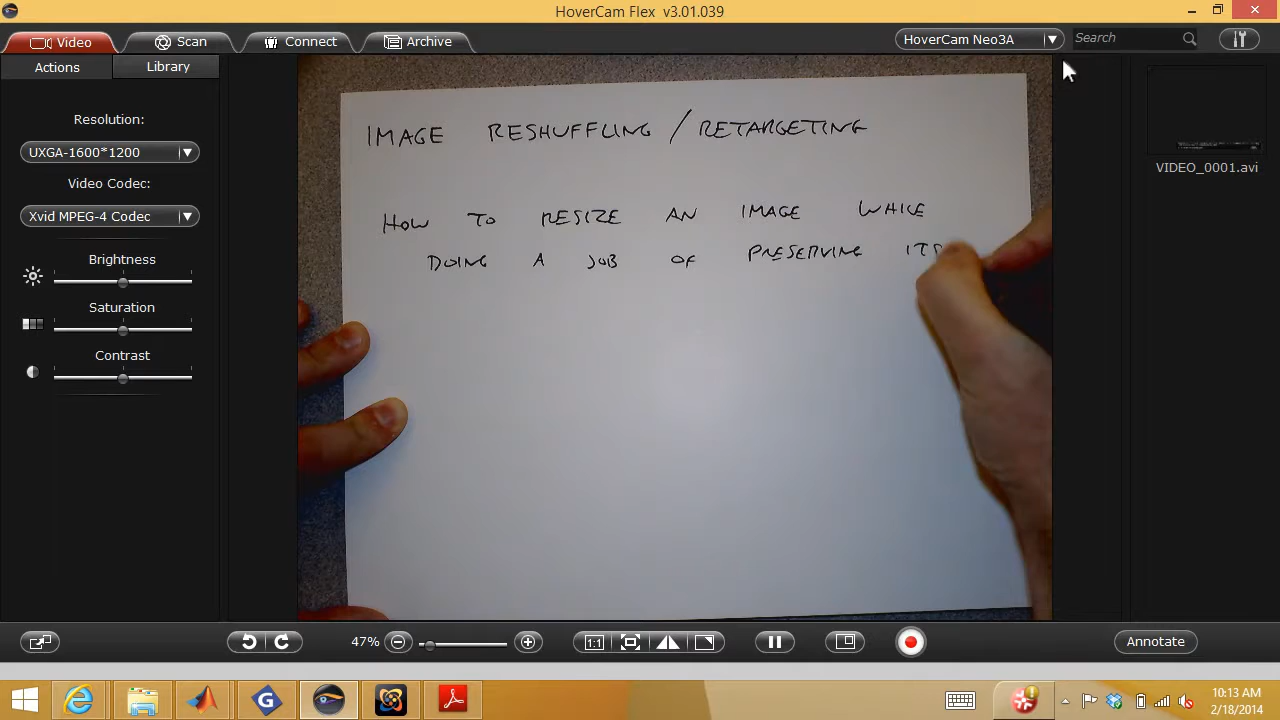 HoverCam Flex v3.01.039
Video
Scan
Connect
Archive
HoverCam Neo3A
Search
Actions
Library
Resolution:
UXGA-1600*1200
Video Codec:
Xvid MPEG-4 Codec
Brightness
Saturation
Contrast
IMAGE RESHUFFLING / RETARGETING
HOW TO RESIZE AN IMAGE WHILE
DOING A JOB OF PRESERVING ITS
VIDEO_0001.avi
47%
1:1
Annotate
10:13 AM
2/18/2014